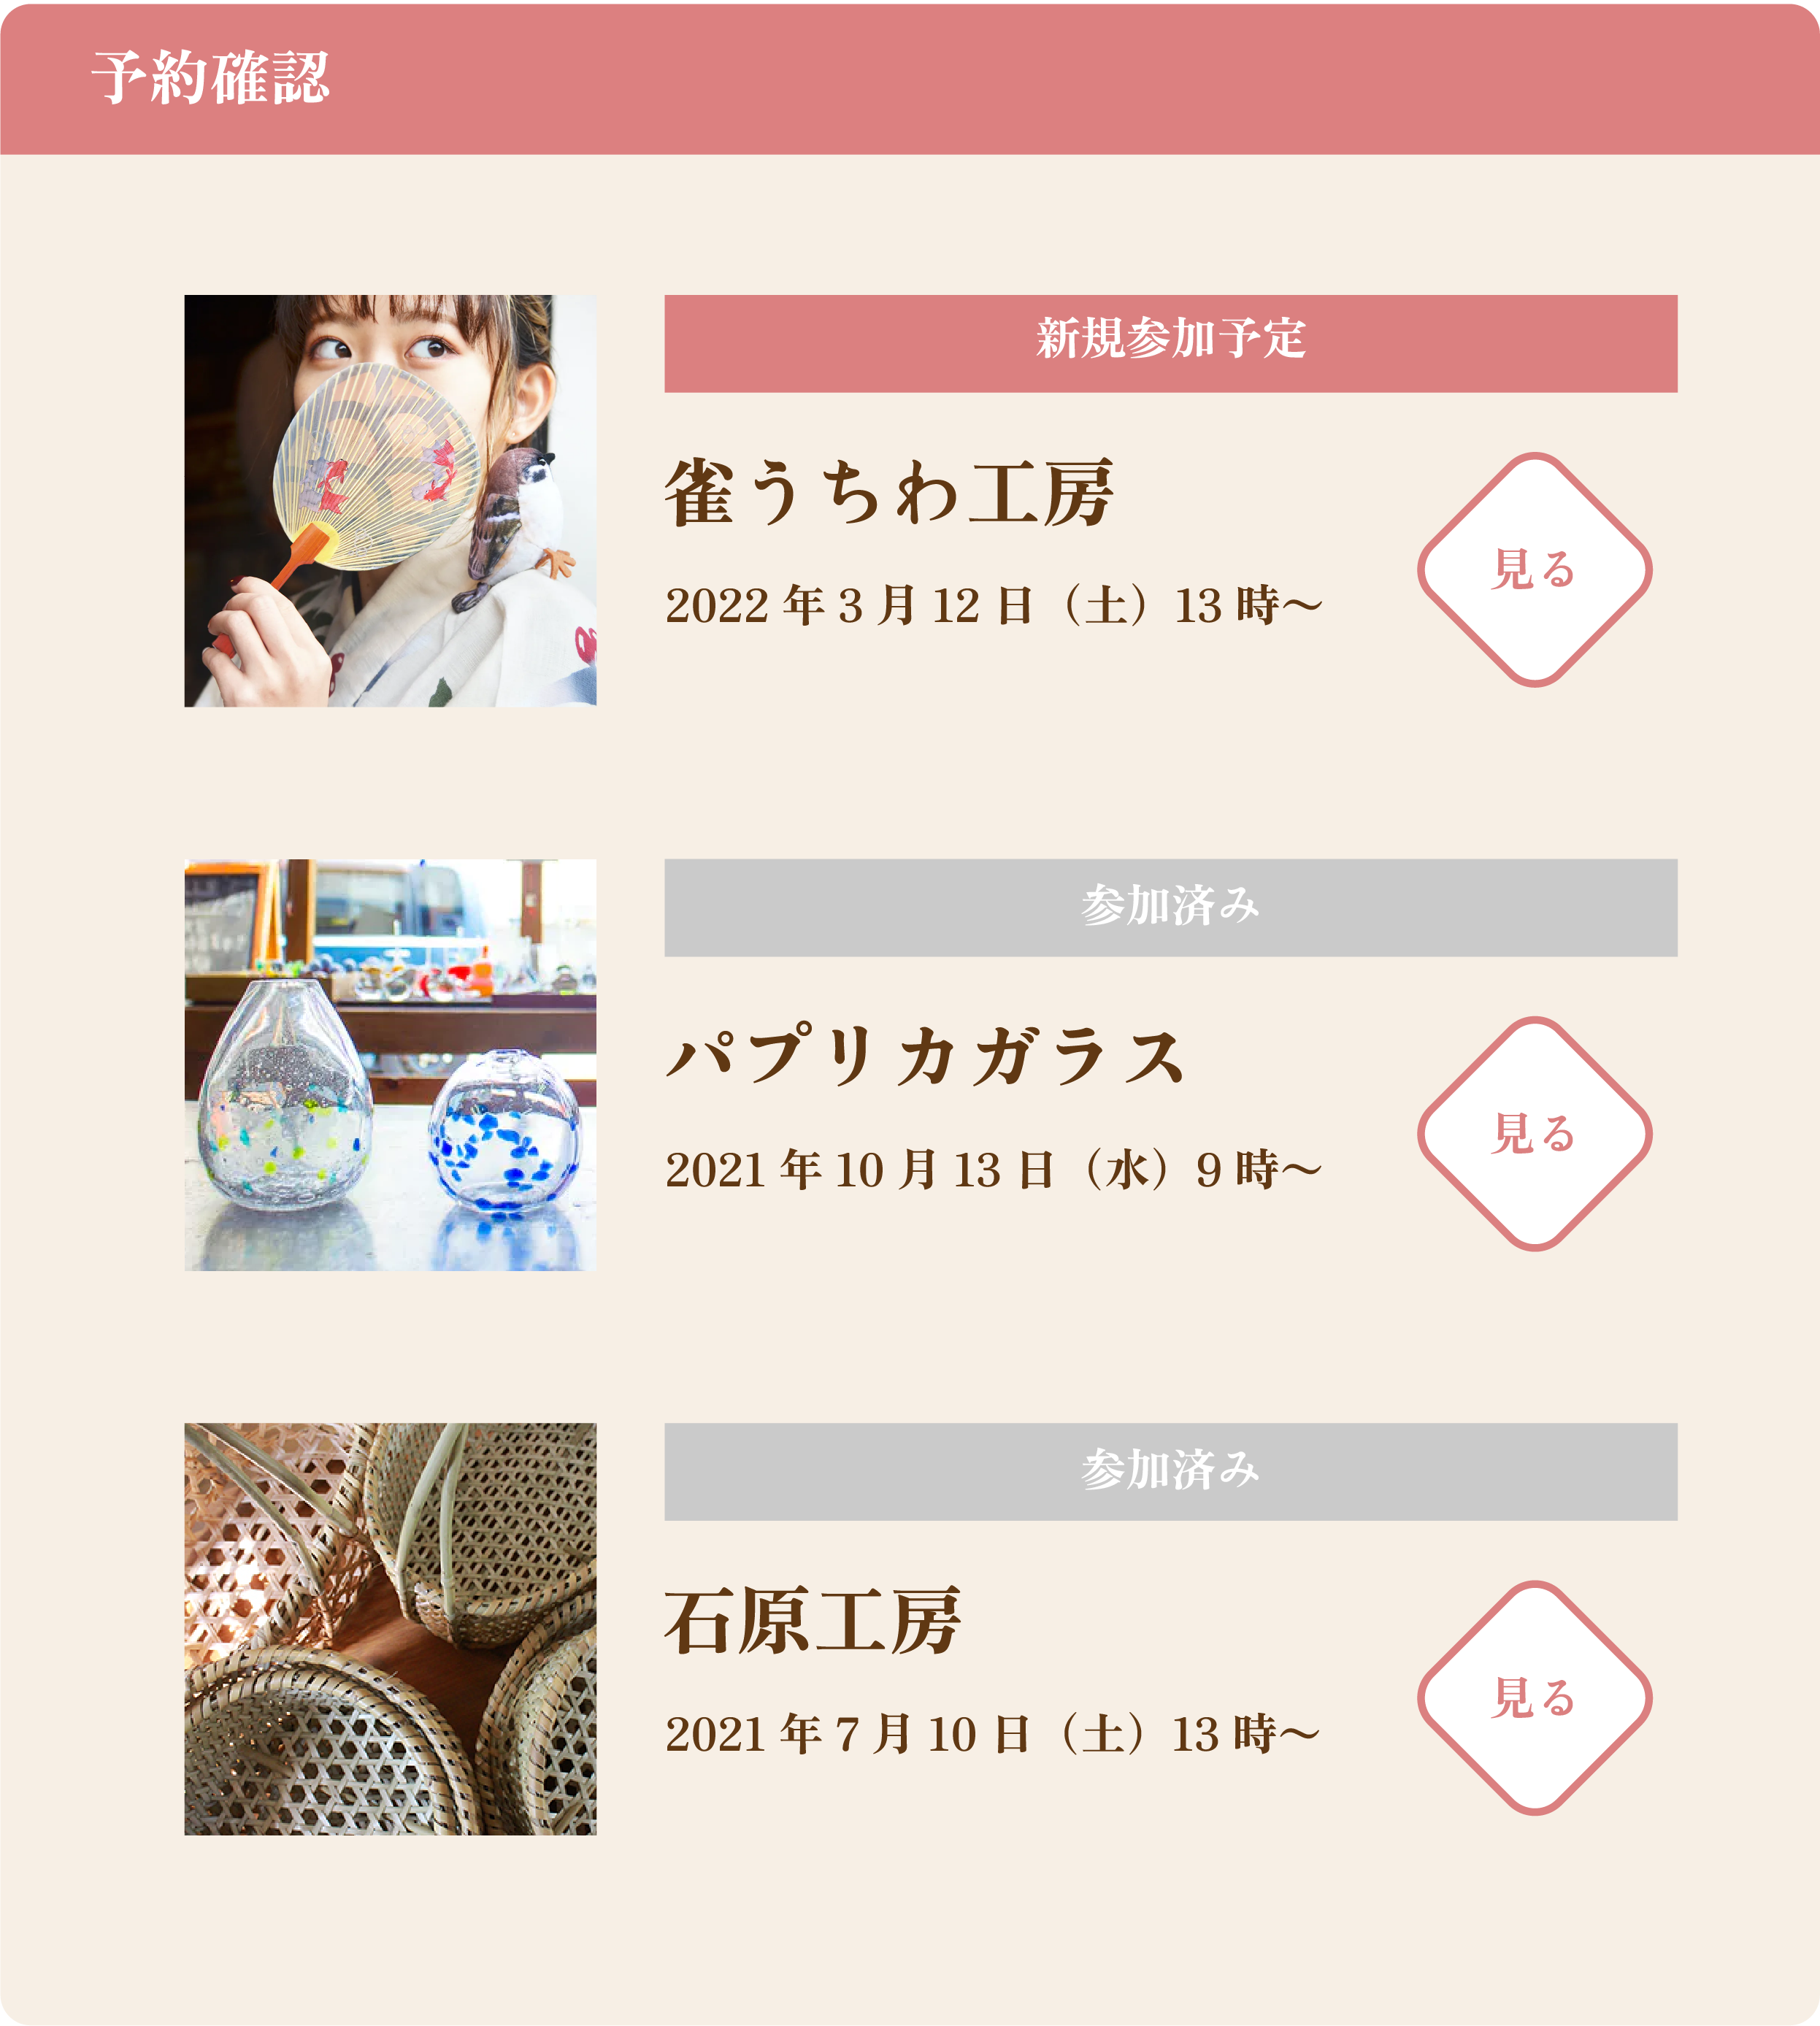 予約確認
新規参加予定
雀うちわ工房
2022年3月12日（土）13時〜
見る
参加済み
パプリカガラス
2021年10月13日（水）9時〜
見る
参加済み
石原工房
2021年7月10日（土）13時〜
見る